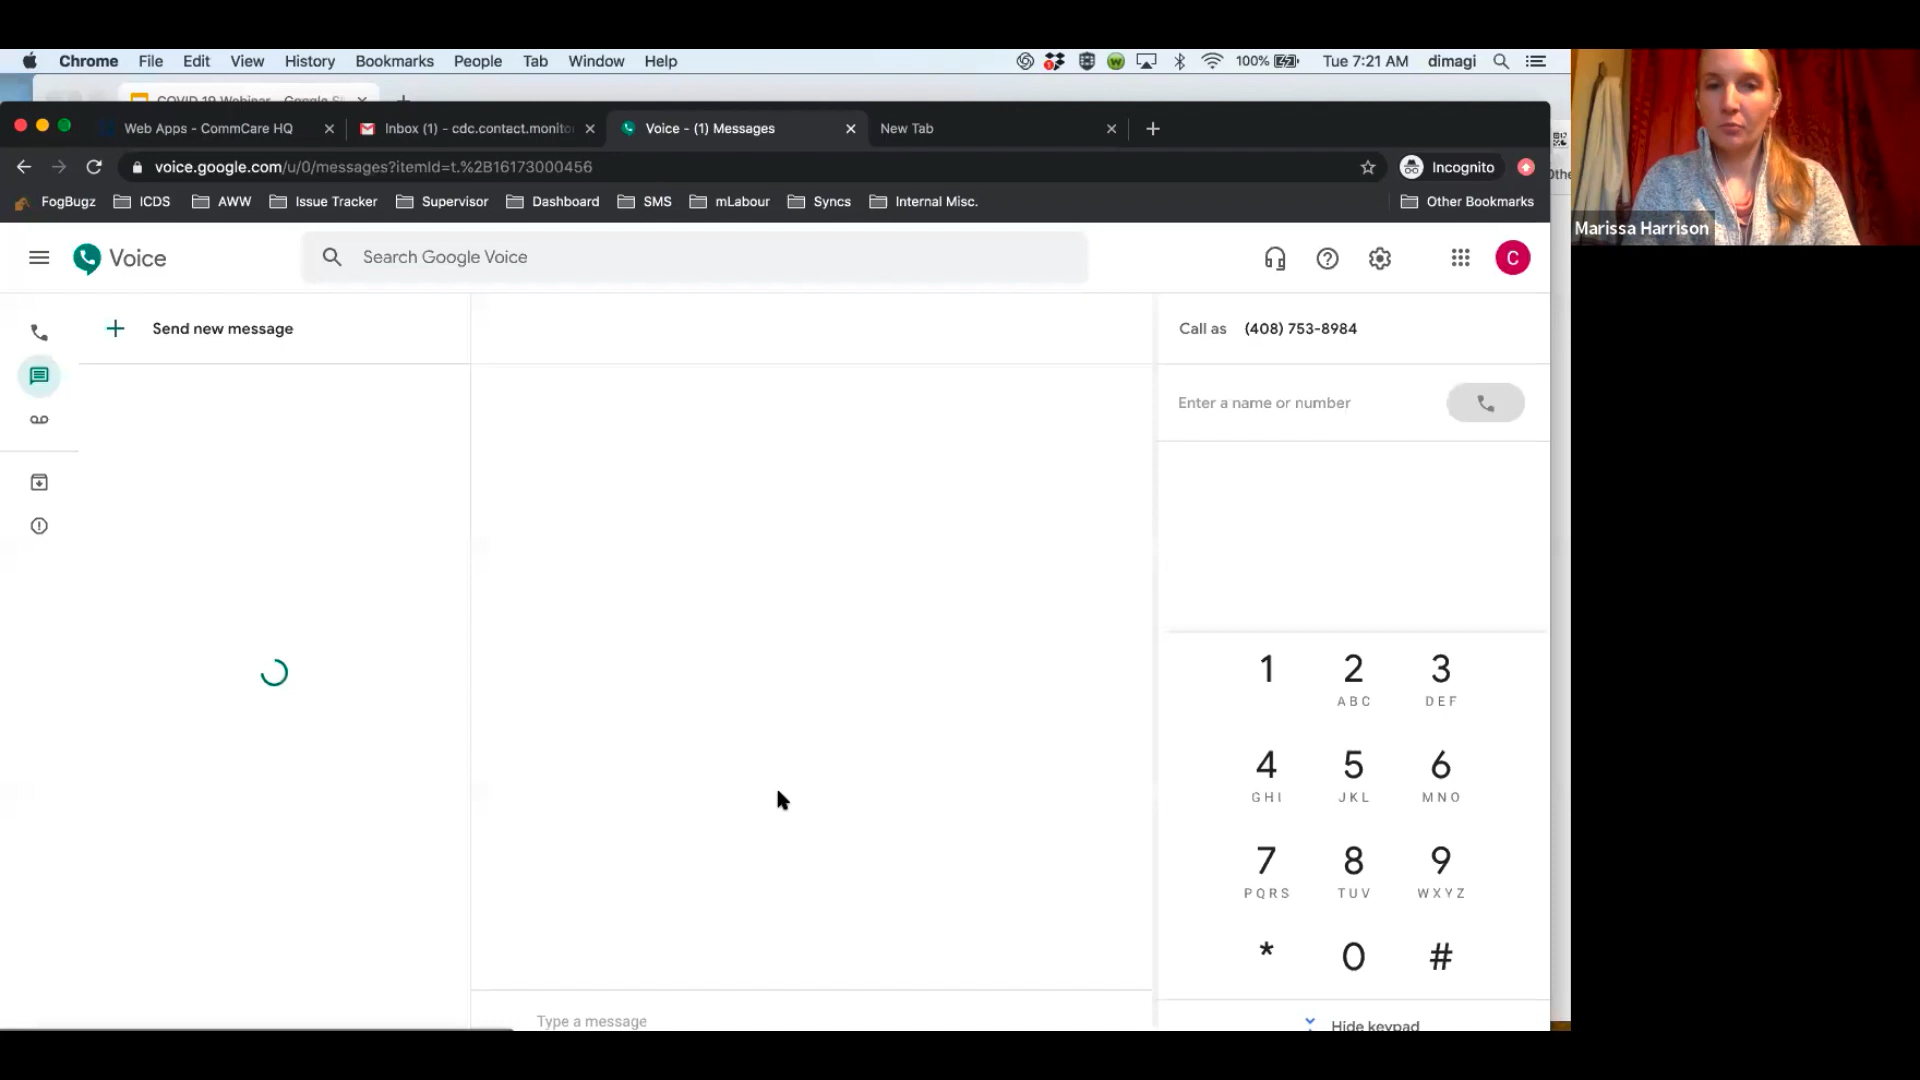 Chrome File Edit View History Bookmarks People Tab Window Help 100% Tue 7:21 AM dimagi
COVID 19 Webinar - Google
Web Apps - CommCare HQ Inbox (1) - cdc.contact.monito Voice - (1) Messages New Tab
voice.google.com/u/0/messages?itemId=t.%2B16173000456 Incognito
FogBugz ICDS AWW Issue Tracker Supervisor Dashboard SMS mLabour Syncs Internal Misc. Other Bookmarks
Marissa Harrison
Voice Search Google Voice C
Send new message Call as (408) 753-8984
Enter a name or number
1 2 3
ABC DEF
4 5 6
GHI JKL MNO
7 8 9
PQRS TUV WXYZ
* 0 #
Type a message Hide keypad